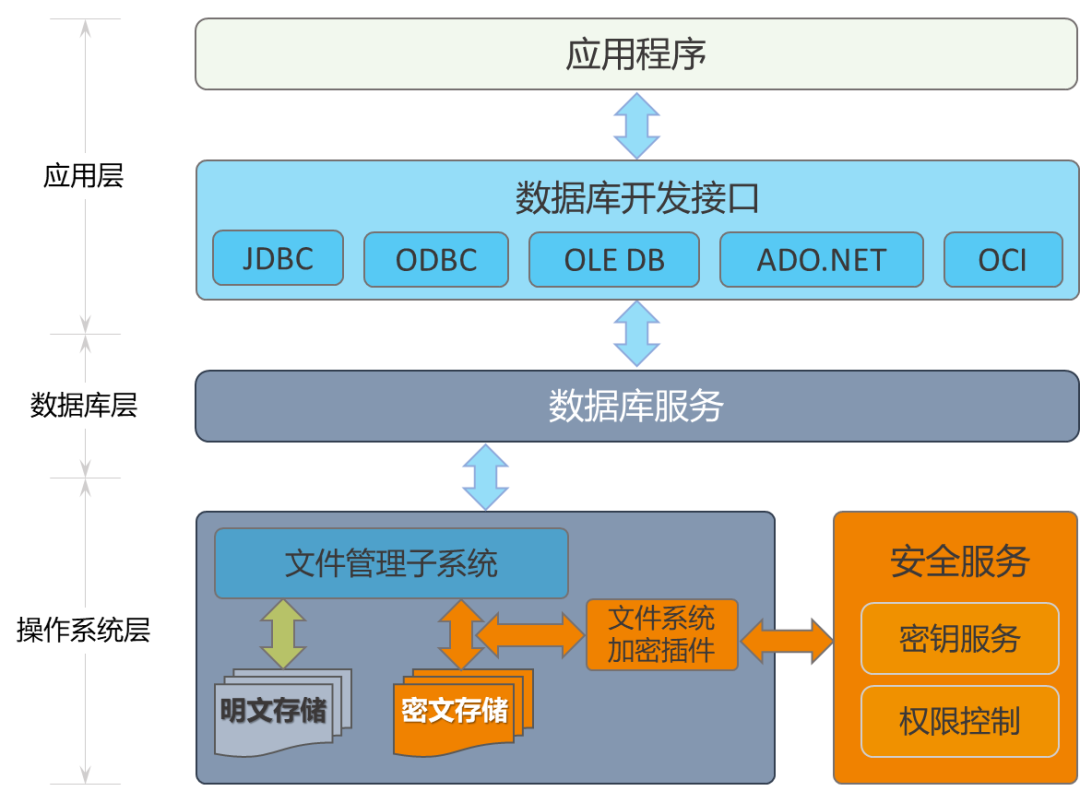 应用程序
应用层
数据库开发接口
JDBC
ODBC
OLE DB
ADO.NET
OCI
数据库层
数据库服务
操作系统层
文件管理子系统
文件系统
加密插件
明文存储
密文存储
安全服务
密钥服务
权限控制